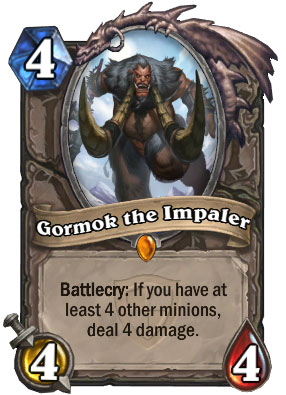 4
Gormok the Impaler
Battlecry: If you have at
least 4 other minions,
deal 4 damage.
4
4